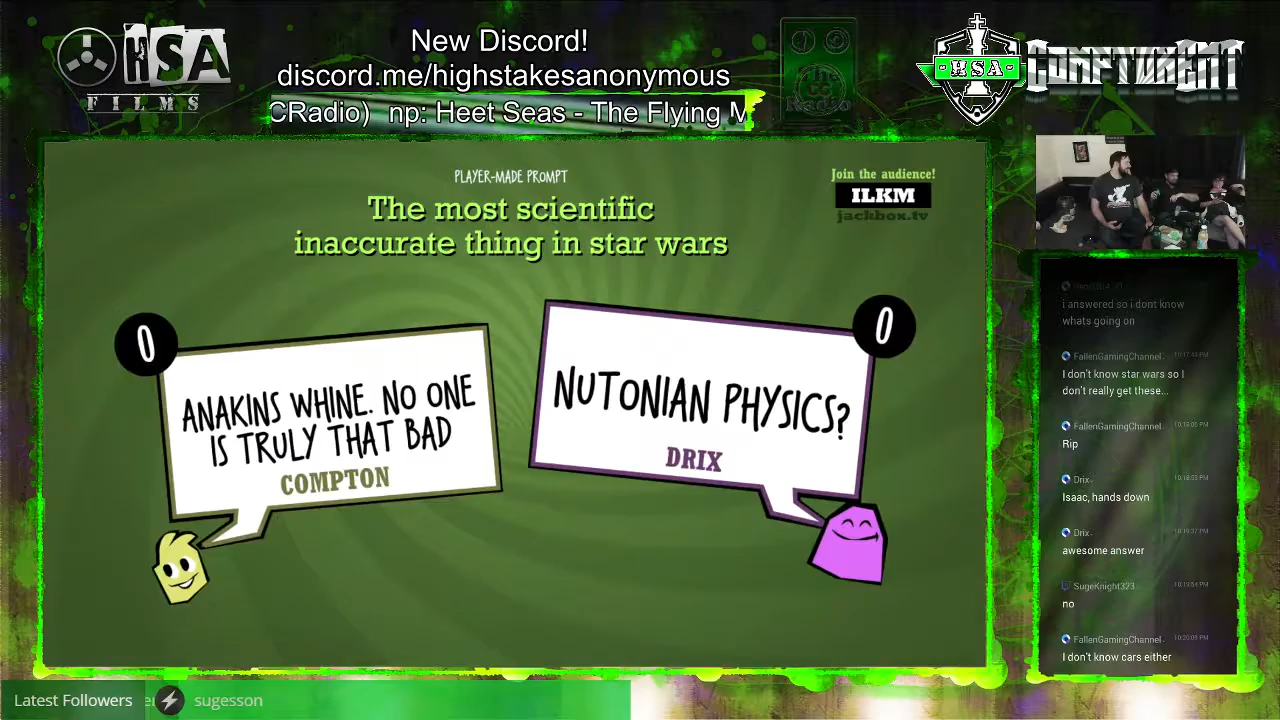 HSA
FILMS
New Discord!
discord.me/highstakesanonymous
CRadio) np: Heet Seas - The Flying M
The
CC
Radio
HSA
PLAYER-MADE PROMPT
The most scientific
inaccurate thing in star wars
Join the audience!
ILKM
jackbox.tv
0
ANAKINS WHINE. NO ONE
IS TRULY THAT BAD
COMPTON
0
NUTONIAN PHYSICS?
DRIX
i answered so i dont know
whats going on
FallenGamingChannel
I don't know star wars so I
don't really get these...
FallenGamingChannel
Rip
Drix
Isaac, hands down
Drix
awesome answer
SugeKnight323
no
FallenGamingChannel
I don't know cars either
Latest Followers
sugesson